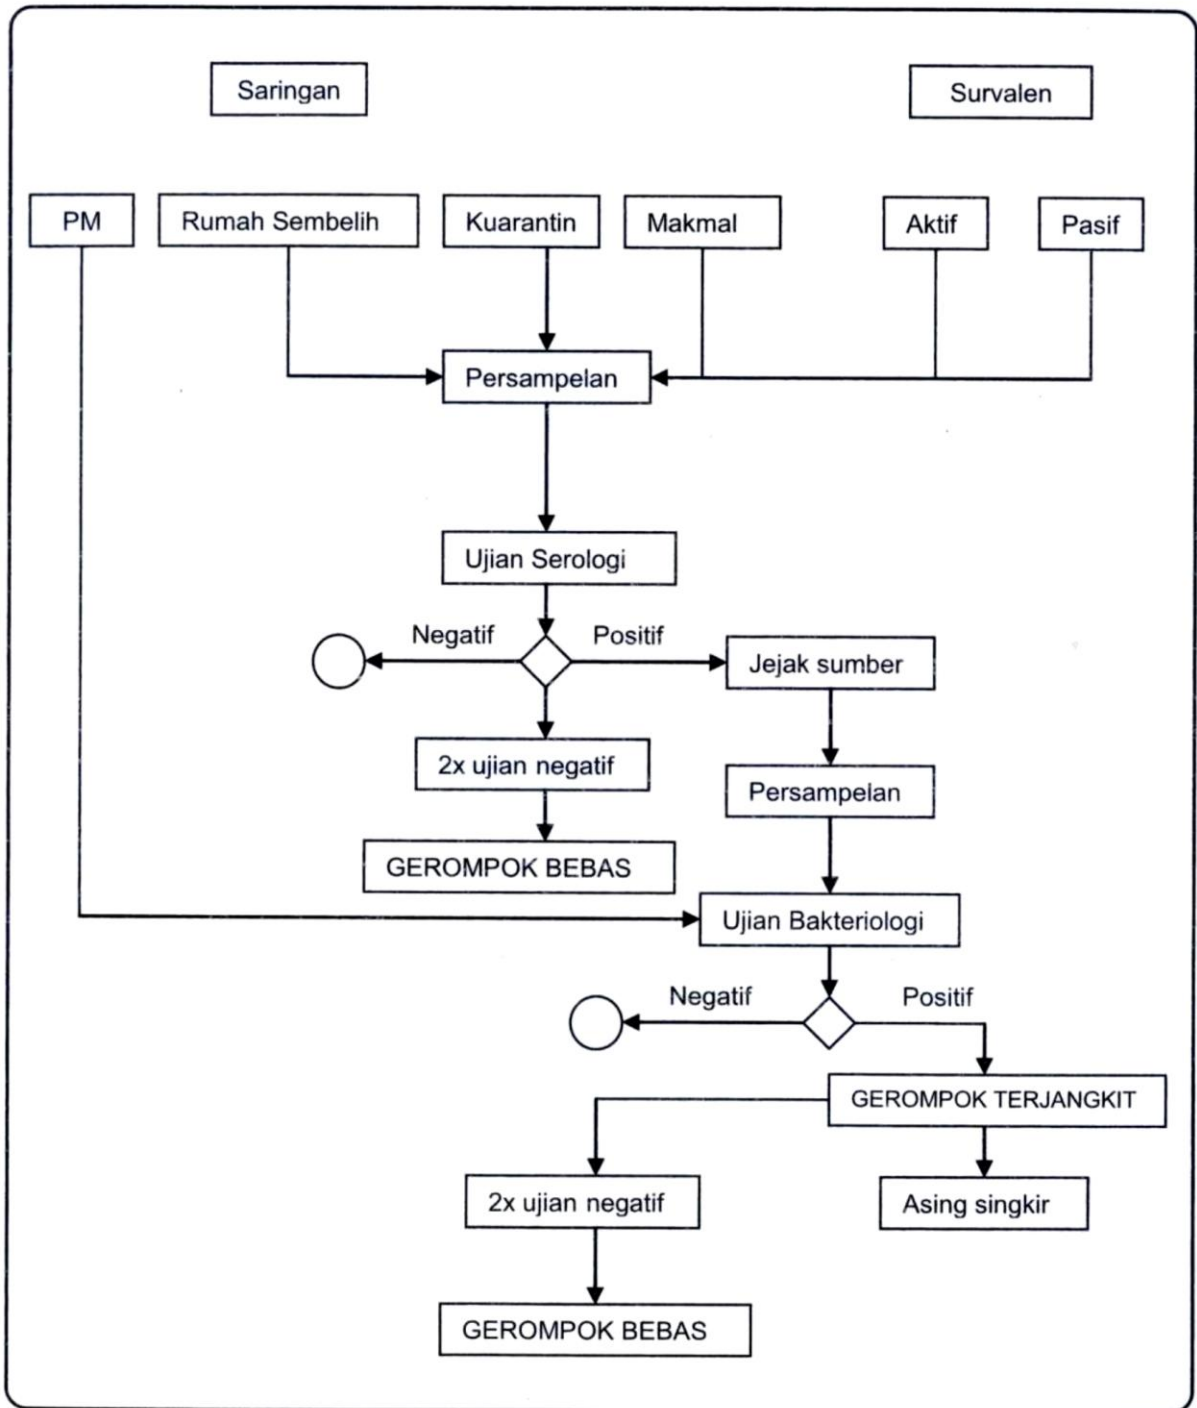 Saringan
Survalen
PM
Rumah Sembelih
Kuarantin
Makmal
Aktif
Pasif
Persampelan
Ujian Serologi
Negatif
Positif
Jejak sumber
2x ujian negatif
Persampelan
GEROMPOK BEBAS
Ujian Bakteriologi
Negatif
Positif
GEROMPOK TERJANGKIT
2x ujian negatif
Asing singkir
GEROMPOK BEBAS